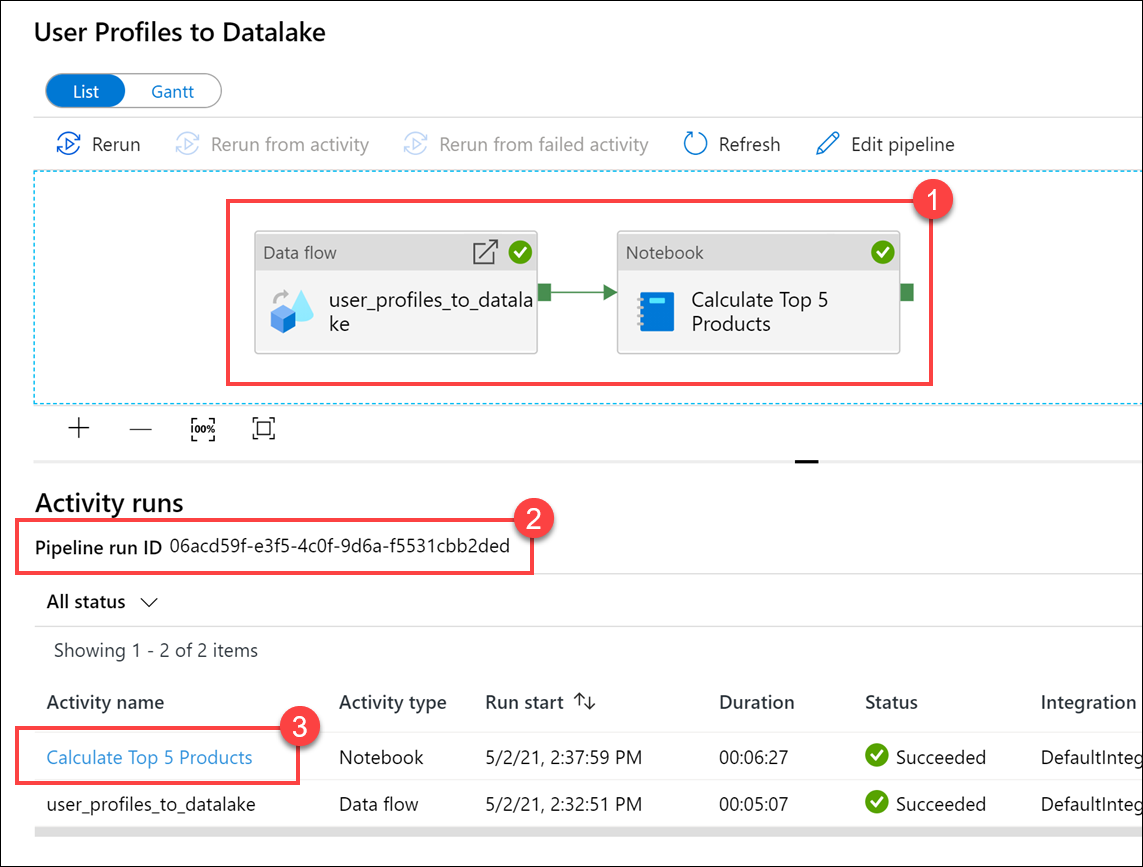 User Profiles to Datalake
List Gantt
Rerun Rerun from activity Rerun from failed activity Refresh Edit pipeline
1
Data flow Notebook
user_profiles_to_datala
ke
Calculate Top 5
Products
100%
Activity runs
2
Pipeline run ID 06acd59f-e3f5-4c0f-9d6a-f5531cbb2ded
All status
Showing 1 - 2 of 2 items
Activity name Activity type Run start Duration Status Integration
3
Calculate Top 5 Products Notebook 5/2/21, 2:37:59 PM 00:06:27 Succeeded DefaultInteg
user_profiles_to_datalake Data flow 5/2/21, 2:32:51 PM 00:05:07 Succeeded DefaultInteg